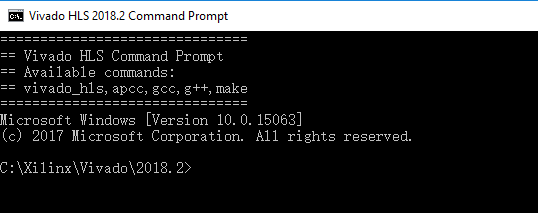 Vivado HLS 2018.2 Command Prompt
===============================
== Vivado HLS Command Prompt
== Available commands:
== vivado_hls,apcc,gcc,g++,make
===============================
Microsoft Windows [Version 10.0.15063]
(c) 2017 Microsoft Corporation. All rights reserved.
C:\Xilinx\Vivado\2018.2>